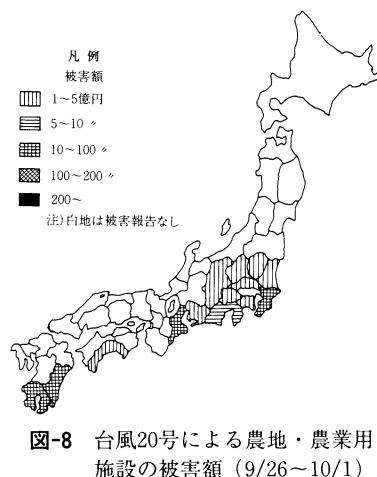 凡例
被害額
1~5億円
5~10 〃
10~100 〃
100~200 〃
200~
注)白地は被害報告なし
図-8 台風20号による農地・農業用
施設の被害額(9/26~10/1)